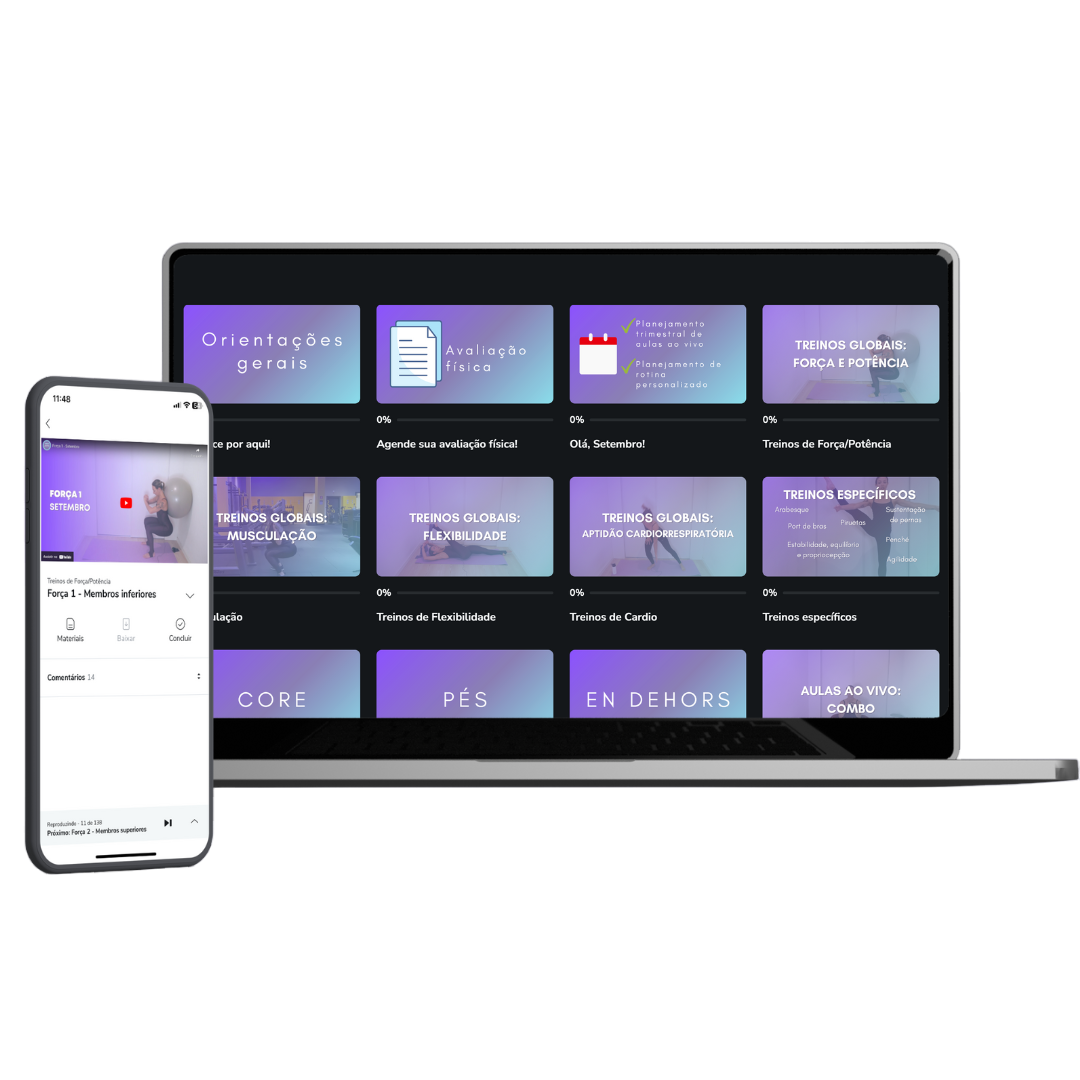 Orientações
gerais
Avaliação
física
Planejamento
trimestral de
aulas ao vivo
Planejamento de
rotina
personalizado
TREINOS GLOBAIS:
FORÇA E POTÊNCIA
ce por aqui!
0%
Agende sua avaliação física!
0%
Olá, Setembro!
0%
Treinos de Força/Potência
TREINOS GLOBAIS:
MUSCULAÇÃO
TREINOS GLOBAIS:
FLEXIBILIDADE
TREINOS GLOBAIS:
APTIDÃO CARDIORRESPIRATÓRIA
TREINOS ESPECÍFICOS
Arabesque
Sustentação
de pernas
Port de bras
Piruetas
Penché
Estabilidade, equilíbrio
e propriocepção
Agilidade
ulação
0%
Treinos de Flexibilidade
0%
Treinos de Cardio
0%
Treinos específicos
CORE
PÉS
EN DEHORS
AULAS AO VIVO:
COMBO
11:48
FORÇA 1
SETEMBRO
Treinos de Força/Potência
Força 1 - Membros inferiores
Materiais
Baixar
Concluir
Comentários 14
Reproduzindo - 11 de 138
Próximo: Força 2 - Membros superiores